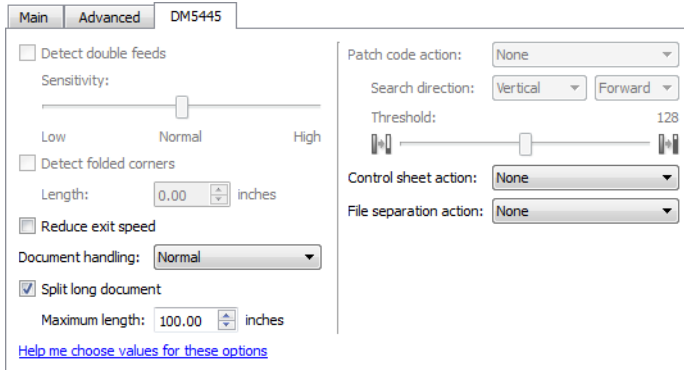 Main Advanced DM5445
Detect double feeds
Sensitivity:
Low Normal High
Detect folded corners
Length: 0.00 inches
Reduce exit speed
Document handling: Normal
Split long document
Maximum length: 100.00 inches
Help me choose values for these options
Patch code action: None
Search direction: Vertical Forward
Threshold: 128
Control sheet action: None
File separation action: None